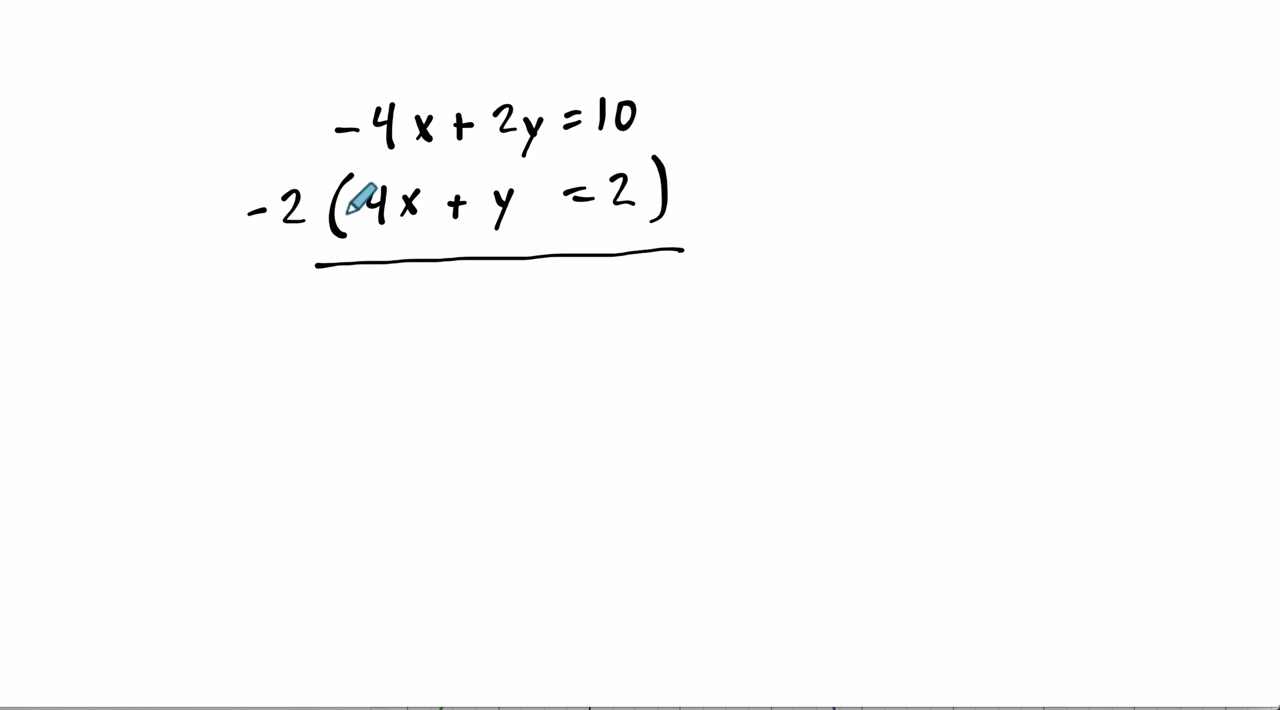 -4x + 2y = 10
-2 (4x + y = 2)